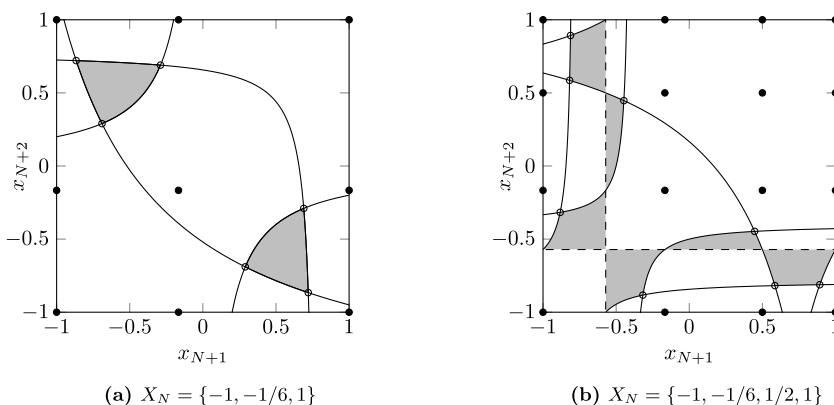 1
0.5
0
−0.5
−1
x_{N+2}
−1 −0.5 0 0.5 1
x_{N+1}
(a) X_N = {−1, −1/6, 1}
1
0.5
0
−0.5
−1
x_{N+2}
−1 −0.5 0 0.5 1
x_{N+1}
(b) X_N = {−1, −1/6, 1/2, 1}